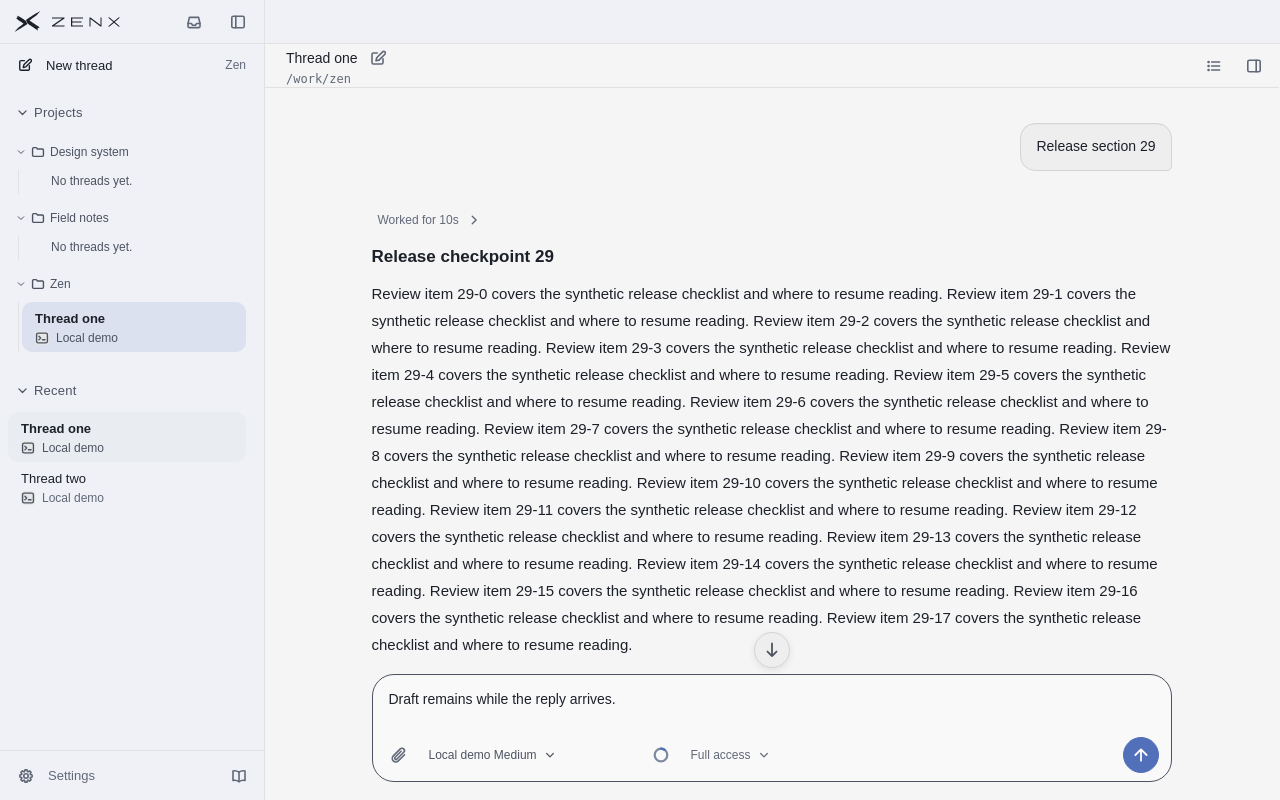 ZENX
New thread
Zen
Projects
Design system
No threads yet.
Field notes
No threads yet.
Zen
Thread one
Local demo
Recent
Thread one
Local demo
Thread two
Local demo
Settings
Thread one
/work/zen
Release section 29
Worked for 10s
Release checkpoint 29
Review item 29-0 covers the synthetic release checklist and where to resume reading. Review item 29-1 covers the
synthetic release checklist and where to resume reading. Review item 29-2 covers the synthetic release checklist and
where to resume reading. Review item 29-3 covers the synthetic release checklist and where to resume reading. Review
item 29-4 covers the synthetic release checklist and where to resume reading. Review item 29-5 covers the synthetic
release checklist and where to resume reading. Review item 29-6 covers the synthetic release checklist and where to
resume reading. Review item 29-7 covers the synthetic release checklist and where to resume reading. Review item 29-
8 covers the synthetic release checklist and where to resume reading. Review item 29-9 covers the synthetic release
checklist and where to resume reading. Review item 29-10 covers the synthetic release checklist and where to resume
reading. Review item 29-11 covers the synthetic release checklist and where to resume reading. Review item 29-12
covers the synthetic release checklist and where to resume reading. Review item 29-13 covers the synthetic release
checklist and where to resume reading. Review item 29-14 covers the synthetic release checklist and where to resume
reading. Review item 29-15 covers the synthetic release checklist and where to resume reading. Review item 29-16
covers the synthetic release checklist and where to resume reading. Review item 29-17 covers the synthetic release
checklist and where to resume reading.
Draft remains while the reply arrives.
Local demo Medium
Full access